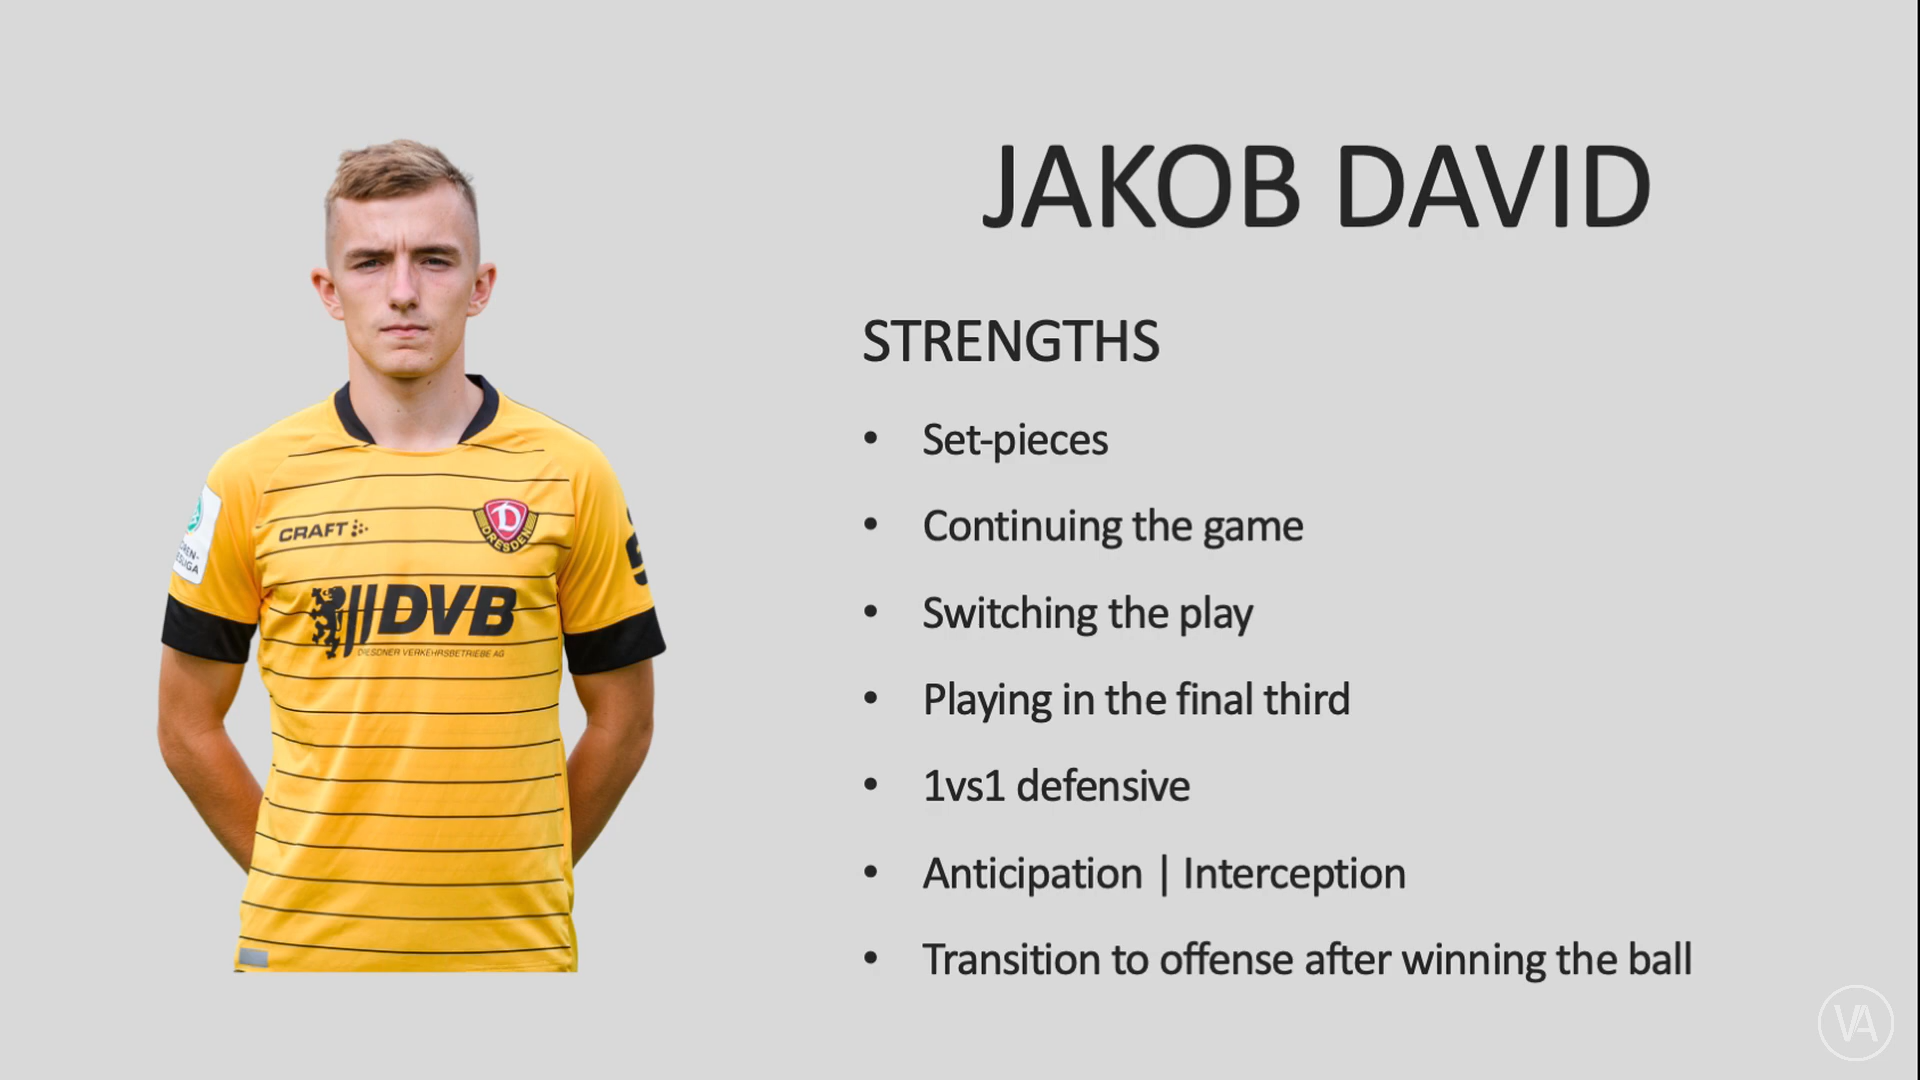 JAKOB DAVID
STRENGTHS
• Set-pieces
• Continuing the game
• Switching the play
• Playing in the final third
• 1vs1 defensive
• Anticipation | Interception
• Transition to offense after winning the ball
CRAFT
D
DRESDEN
DVB
DRESDNER VERKEHRSBETRIEBE AG
VA